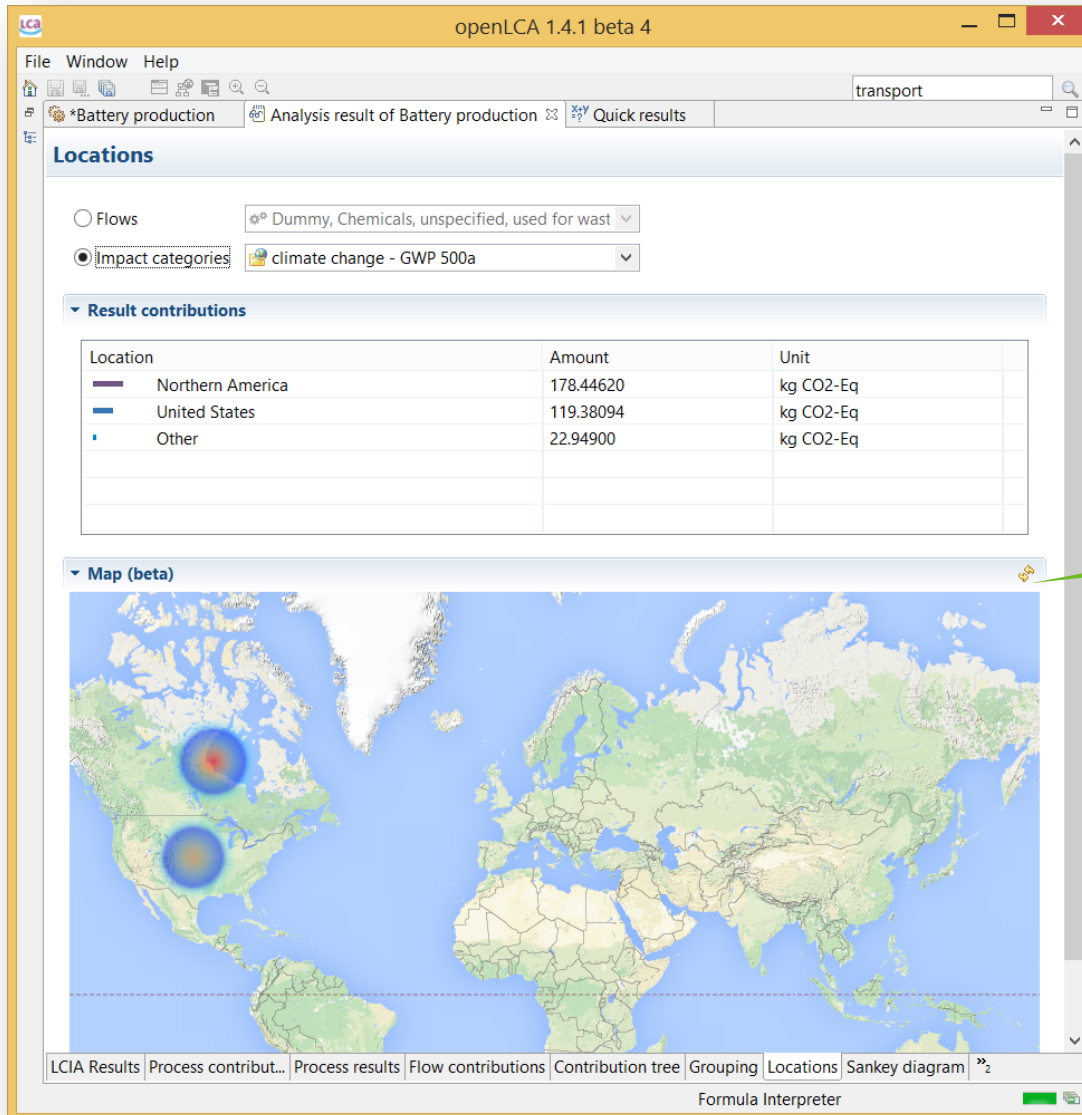 LCA
openLCA 1.4.1 beta 4
File Window Help
transport
*Battery production Analysis result of Battery production Quick results
Locations
Flows Dummy, Chemicals, unspecified, used for wast
Impact categories climate change - GWP 500a
Result contributions
Location Amount Unit
Northern America 178.44620 kg CO2-Eq
United States 119.38094 kg CO2-Eq
Other 22.94900 kg CO2-Eq
Map (beta)
LCIA Results Process contribut... Process results Flow contributions Contribution tree Grouping Locations Sankey diagram »2
Formula Interpreter